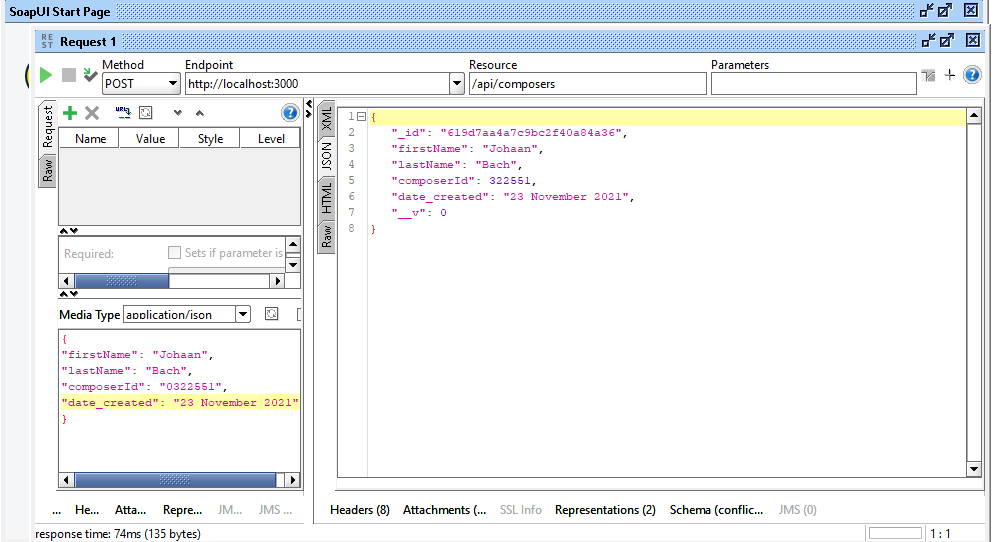 SoapUI Start Page
RE
ST
Request 1
Method
Endpoint
Resource
Parameters
POST
http://localhost:3000
/api/composers
Request
Raw
URL
Name
Value
Style
Level
Required:
Sets if parameter is
Media Type
application/json
{
"firstName": "Johaan",
"lastName": "Bach",
"composerId": "0322551",
"date_created": "23 November 2021"
}
... He... Atta... Repre... JM... JMS ...
XML
JSON
HTML
Raw
1 {
2 "_id": "619d7aa4a7c9bc2f40a84a36",
3 "firstName": "Johaan",
4 "lastName": "Bach",
5 "composerId": 322551,
6 "date_created": "23 November 2021",
7 "__v": 0
8 }
Headers (8) Attachments (... SSL Info Representations (2) Schema (conflic... JMS (0)
response time: 74ms (135 bytes)
1 : 1